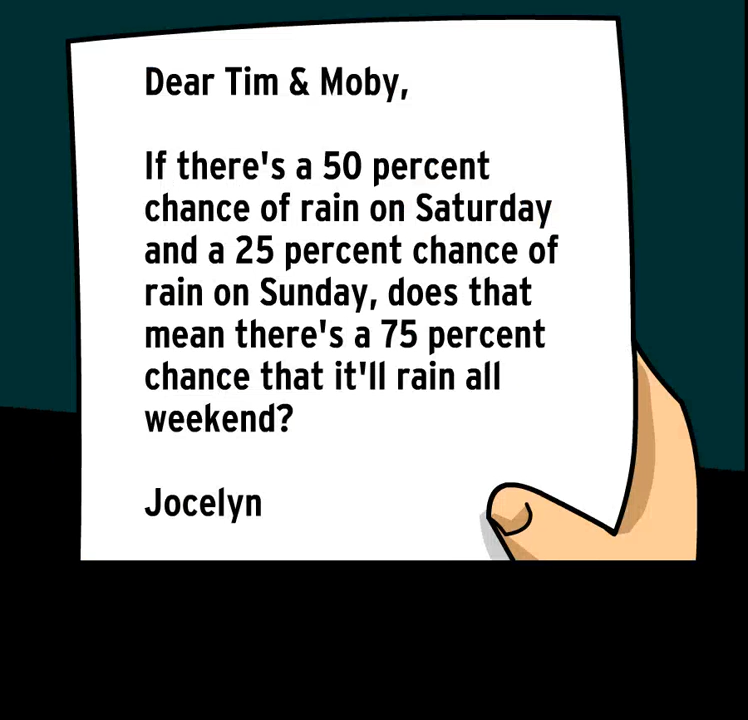 Dear Tim & Moby,
If there's a 50 percent
chance of rain on Saturday
and a 25 percent chance of
rain on Sunday, does that
mean there's a 75 percent
chance that it'll rain all
weekend?
Jocelyn